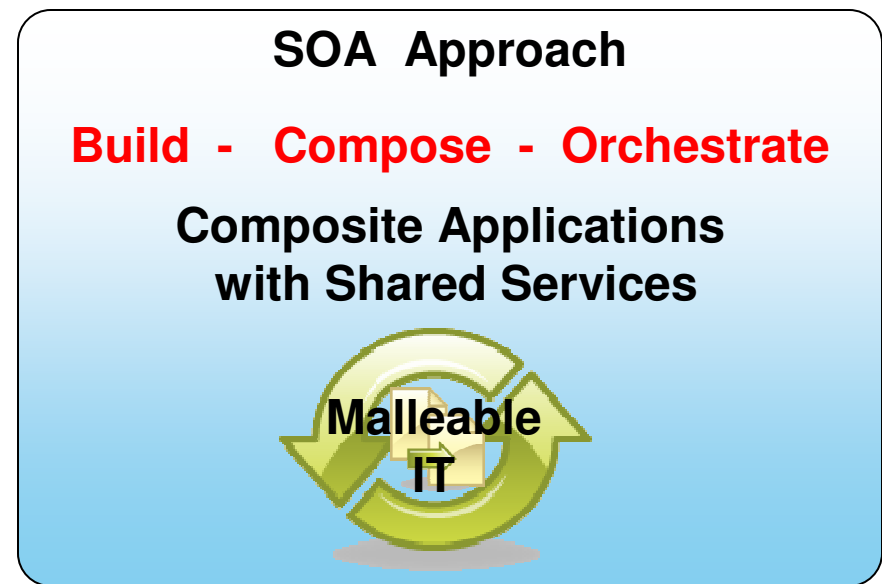 SOA Approach
Build - Compose - Orchestrate
Composite Applications
with Shared Services
Malleable
IT